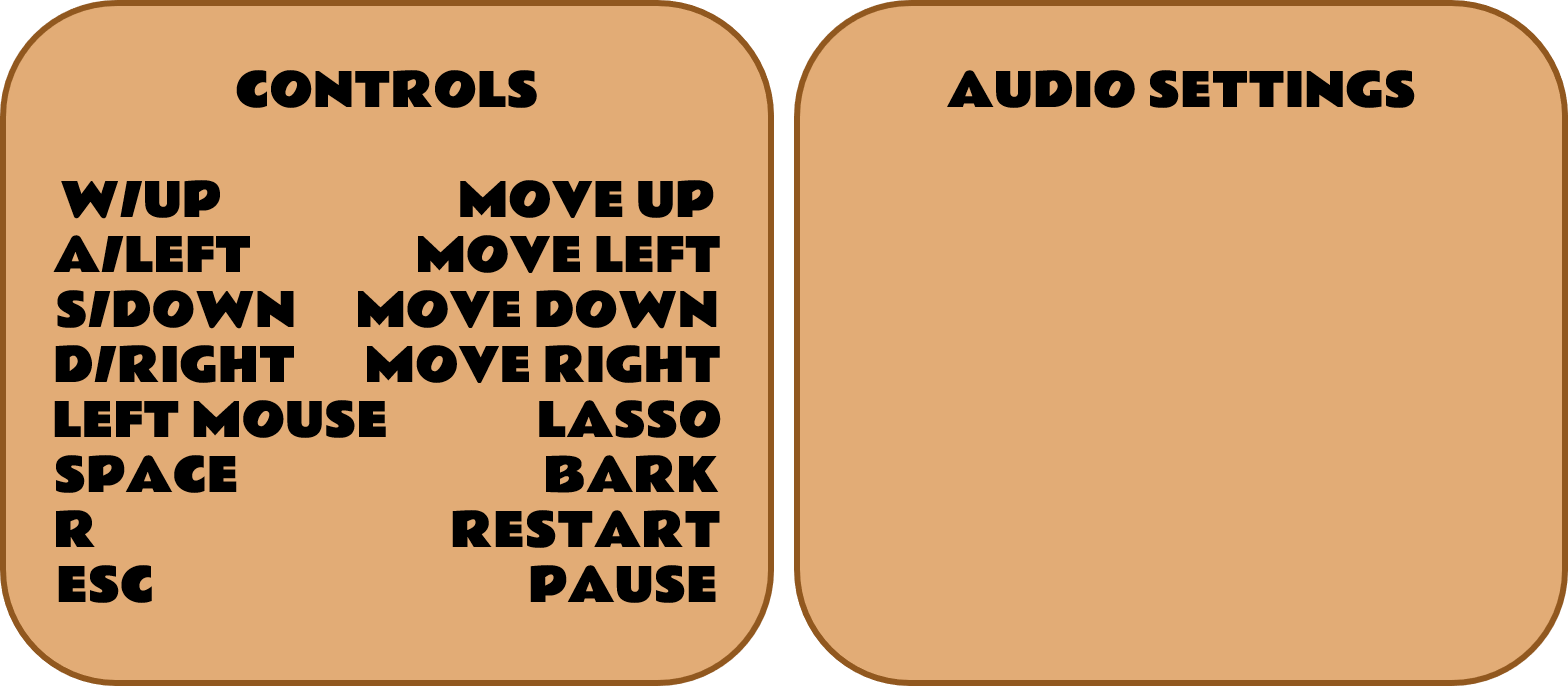 CONTROLS
W/UP MOVE UP
A/LEFT MOVE LEFT
S/DOWN MOVE DOWN
D/RIGHT MOVE RIGHT
LEFT MOUSE LASSO
SPACE BARK
R RESTART
ESC PAUSE
AUDIO SETTINGS